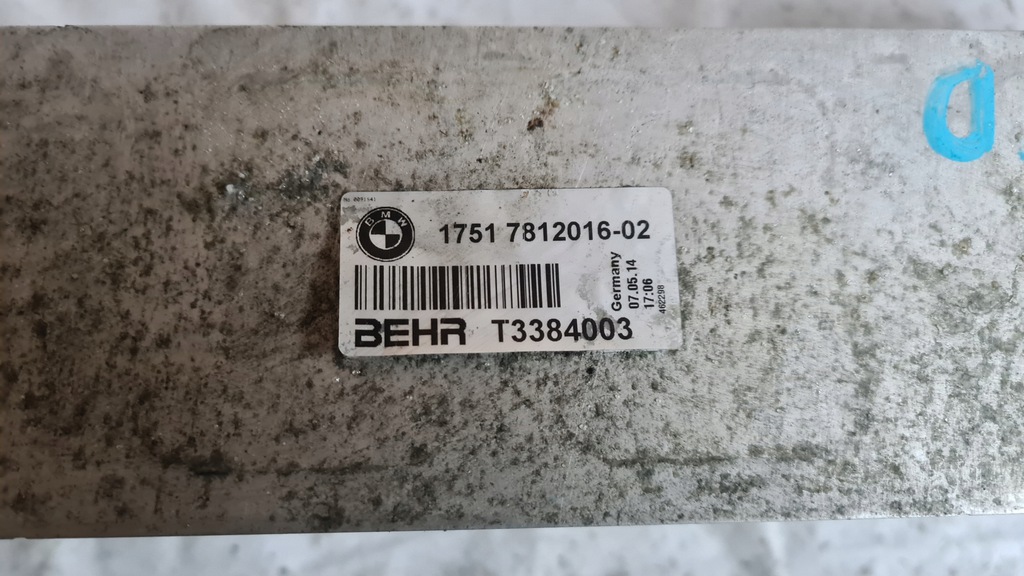 BMW
1751 7812016-02
Germany
07.05.14
17:06
462298
BEHR T3384003
D